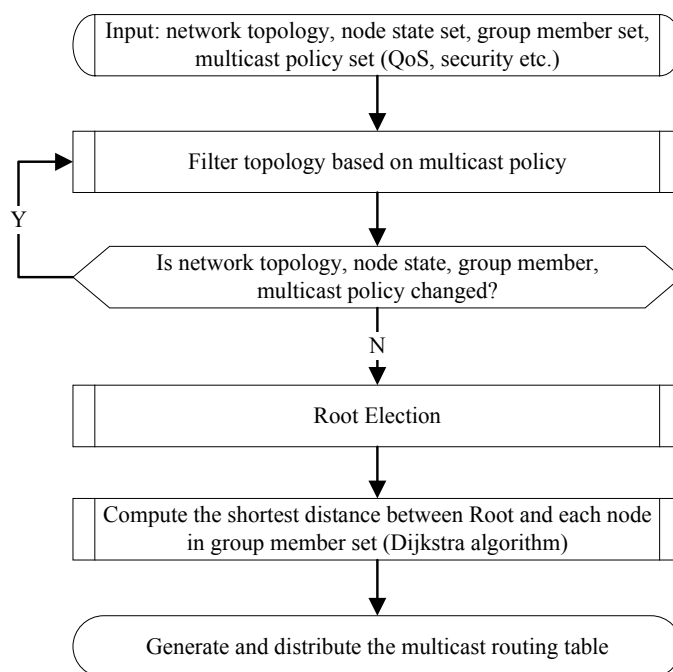 Input: network topology, node state set, group member set,
multicast policy set (QoS, security etc.)
Filter topology based on multicast policy
Y
Is network topology, node state, group member,
multicast policy changed?
N
Root Election
Compute the shortest distance between Root and each node
in group member set (Dijkstra algorithm)
Generate and distribute the multicast routing table